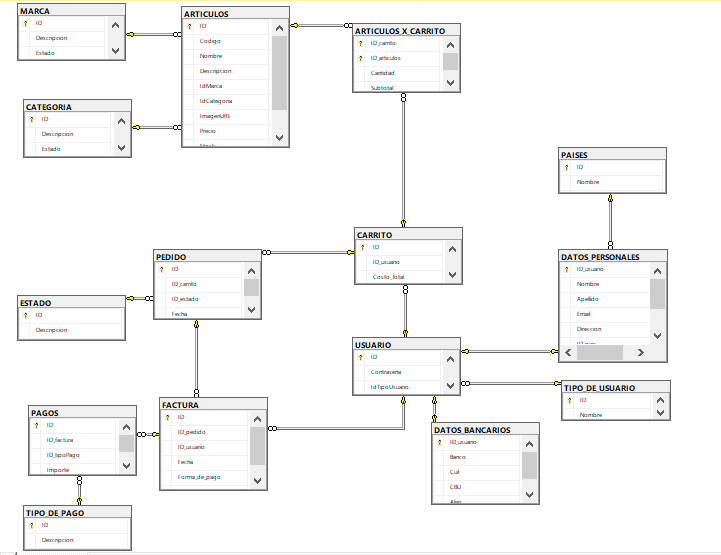 MARCA
ID
Descripcion
Estado
ARTICULOS
ID
Codigo
Nombre
Descripcion
IdMarca
IdCategoria
ImagenURL
Precio
ARTICULOS_X_CARRITO
ID_carrito
ID_articulos
Cantidad
Subtotal
CATEGORIA
ID
Descripcion
Estado
PAISES
ID
Nombre
CARRITO
ID
ID_usuario
Costo_Total
PEDIDO
ID
ID_carrito
ID_estado
Fecha
DATOS_PERSONALES
ID_usuario
Nombre
Apellido
Email
Direccion
ESTADO
ID
Descripcion
USUARIO
ID
Contraseña
IdTipoUsuario
TIPO_DE_USUARIO
ID
Nombre
PAGOS
ID
ID_factura
ID_tipoPago
Importe
FACTURA
ID
ID_pedido
ID_usuario
Fecha
Forma_de_pago
DATOS_BANCARIOS
ID_usuario
Banco
Cuil
CBU
Alias
TIPO_DE_PAGO
ID
Descripcion